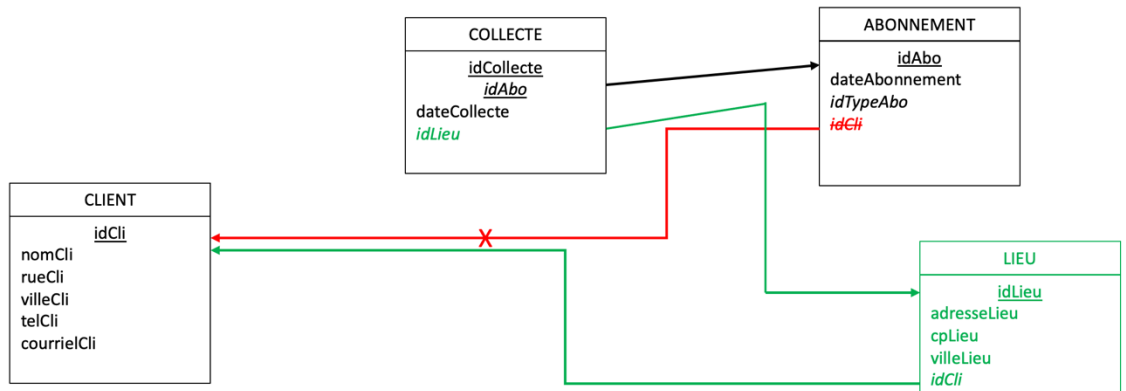 COLLECTE
idCollecte
idAbo
dateCollecte
idLieu
ABONNEMENT
idAbo
dateAbonnement
idTypeAbo
idCli
CLIENT
idCli
nomCli
rueCli
villeCli
telCli
courrielCli
X
LIEU
idLieu
adresseLieu
cpLieu
villeLieu
idCli